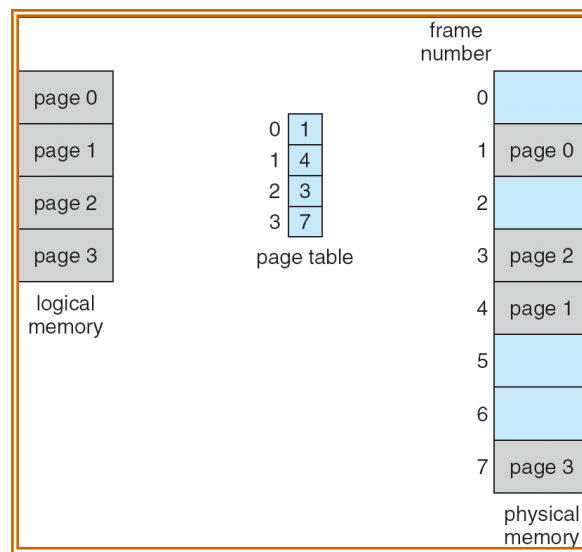 frame
number
page 0
page 1
page 2
page 3
logical
memory
0 1
1 4
2 3
3 7
page table
0
1 page 0
2
3 page 2
4 page 1
5
6
7 page 3
physical
memory